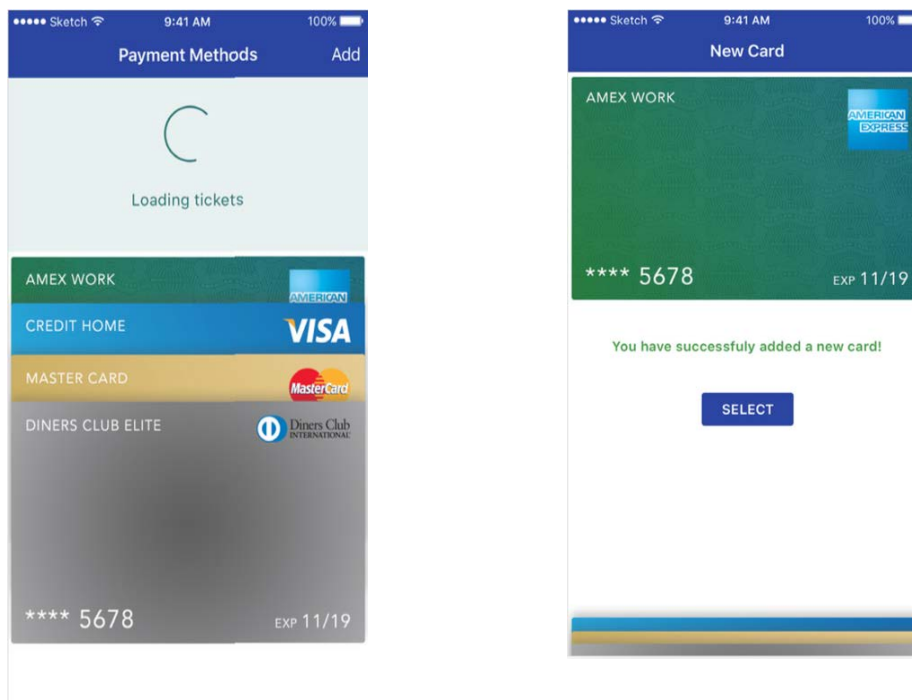 Sketch 9:41 AM 100%
Payment Methods Add
Loading tickets
AMEX WORK
AMERICAN
CREDIT HOME VISA
MASTER CARD MasterCard
DINERS CLUB ELITE Diners Club
INTERNATIONAL
**** 5678 EXP 11/19
Sketch 9:41 AM 100%
New Card
AMEX WORK
AMERICAN
EXPRESS
**** 5678 EXP 11/19
You have successfuly added a new card!
SELECT